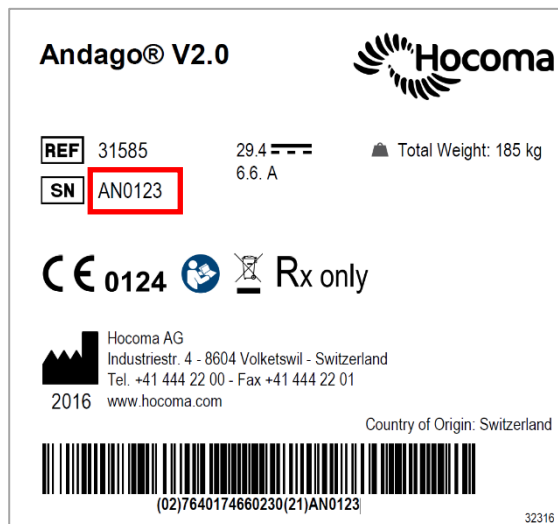 Andago® V2.0
Hocoma
REF 31585
29.4
Total Weight: 185 kg
6.6. A
SN AN0123
CE 0124 Rx only
Hocoma AG
Industriestr. 4 - 8604 Volketswil - Switzerland
Tel. +41 444 22 00 - Fax +41 444 22 01
2016 www.hocoma.com
Country of Origin: Switzerland
(02)7640174660230(21)AN0123
32316